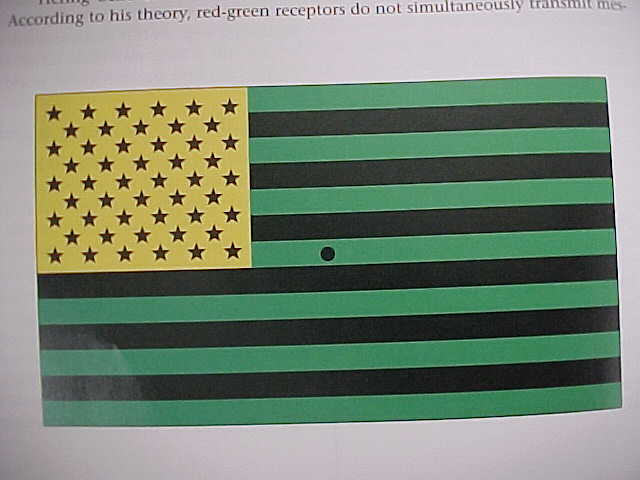 According to his theory, red-green receptors do not simultaneously transmit mes-